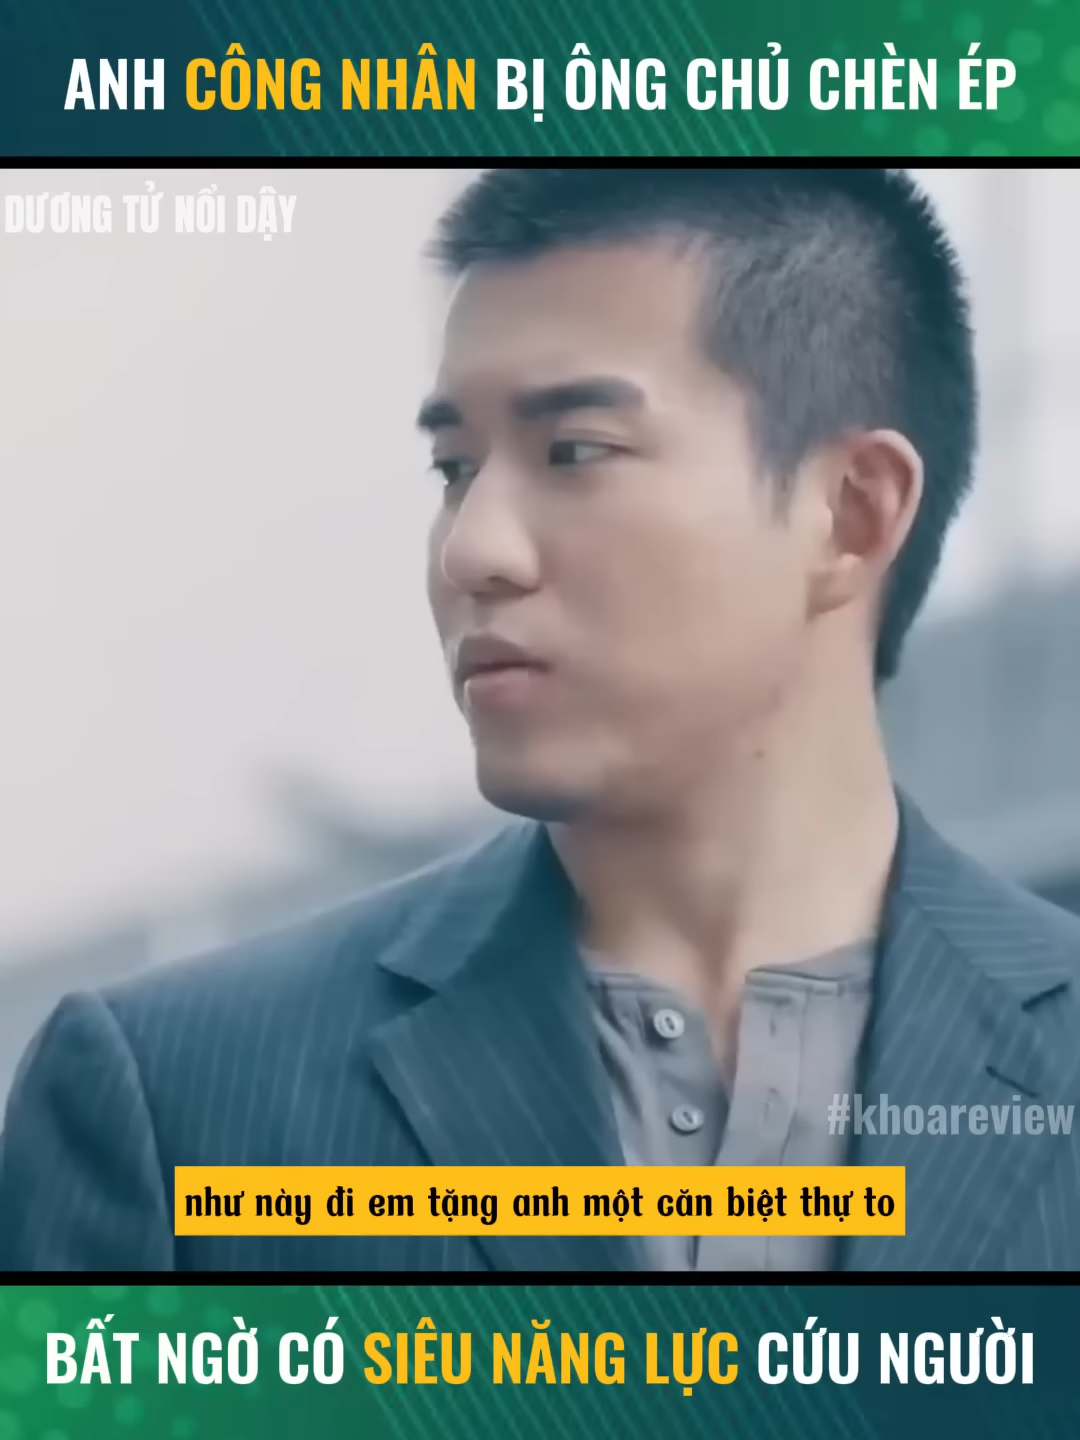 ANH CÔNG NHÂN BỊ ÔNG CHỦ CHÈN ÉP
DƯƠNG TỬ NỔI DẬY
#khoareview
như này đi em tặng anh một căn biệt thự to
BẤT NGỜ CÓ SIÊU NĂNG LỰC CỨU NGƯỜI